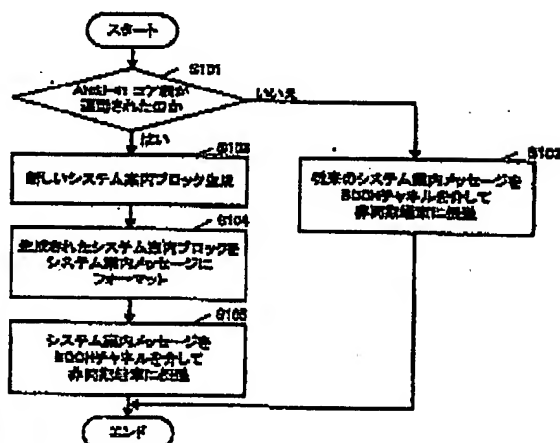 スタート
S101
ANSI-41 コア網が
運用されたのか
いいえ
はい
S103
新しいシステム案内ブロック生成
S102
従来のシステム案内メッセージを
BCCHチャネルを介して
非同期端末に伝送
S104
生成されたシステム案内ブロックを
システム案内メッセージに
フォーマット
S105
システム案内メッセージを
BCCHチャネルを介して
非同期端末に伝送
エンド